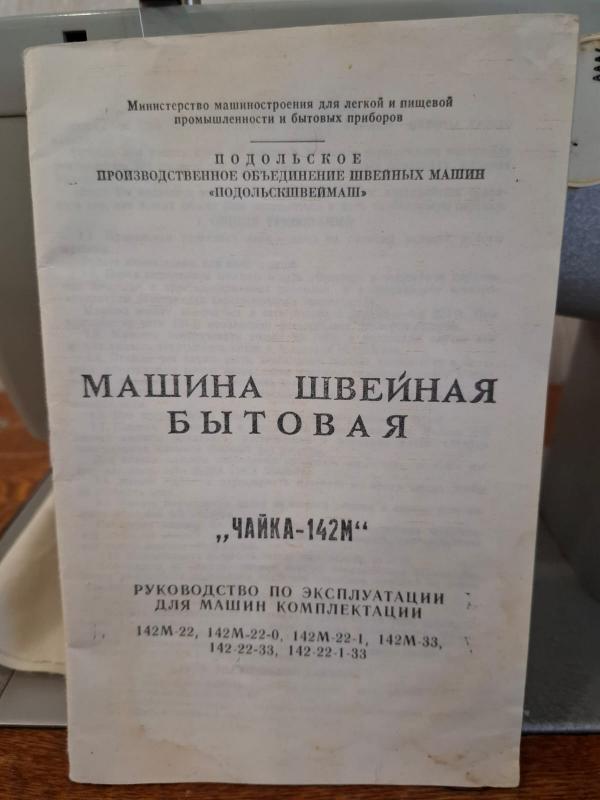 Министерство машиностроения для легкой и пищевой
промышленности и бытовых приборов
ПОДОЛЬСКОЕ
ПРОИЗВОДСТВЕННОЕ ОБЪЕДИНЕНИЕ ШВЕЙНЫХ МАШИН
«ПОДОЛЬСКШВЕЙМАШ»
МАШИНА ШВЕЙНАЯ
БЫТОВАЯ
„ЧАЙКА-142М“
РУКОВОДСТВО ПО ЭКСПЛУАТАЦИИ
ДЛЯ МАШИН КОМПЛЕКТАЦИИ
142М-22, 142М-22-0, 142М-22-1, 142М-33,
142-22-33, 142-22-1-33